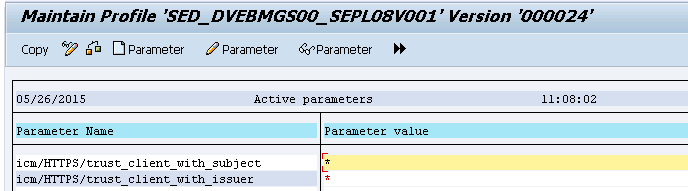 Maintain Profile 'SED_DVEBMGS00_SEPL08V001' Version '000024'
Copy Parameter Parameter Parameter
05/26/2015 Active parameters 11:08:02
Parameter Name Parameter value
icm/HTTPS/trust_client_with_subject *
icm/HTTPS/trust_client_with_issuer *